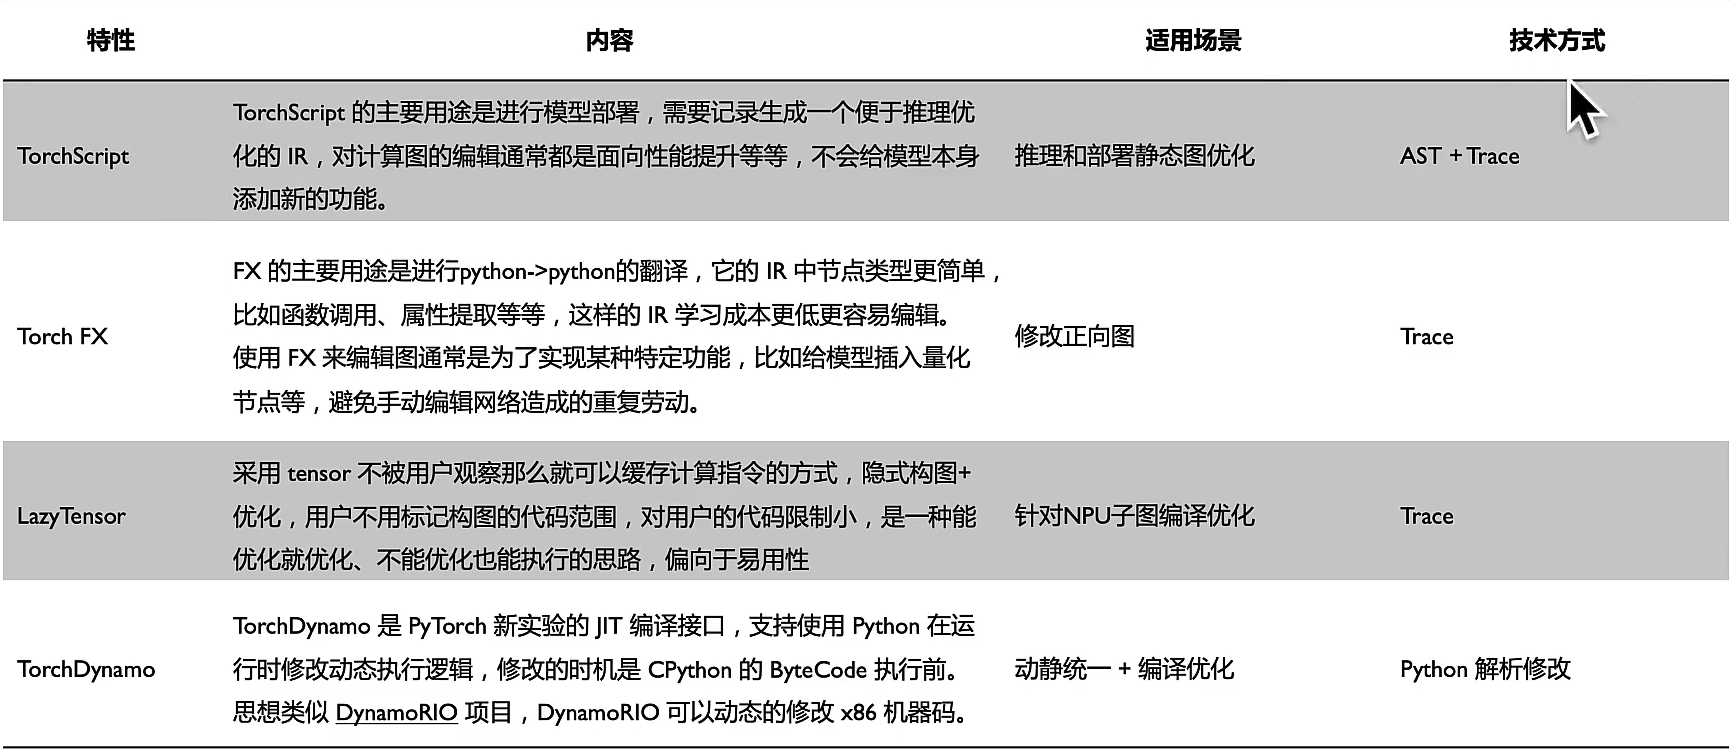 特性 内容 适用场景 技术方式
TorchScript 的主要用途是进行模型部署，需要记录生成一个便于推理优
TorchScript 化的 IR，对计算图的编辑通常都是面向性能提升等等，不会给模型本身 推理和部署静态图优化 AST + Trace
添加新的功能。
FX 的主要用途是进行python->python的翻译，它的 IR 中节点类型更简单，
比如函数调用、属性提取等等，这样的 IR 学习成本更低更容易编辑。
Torch FX 修改正向图 Trace
使用 FX 来编辑图通常是为了实现某种特定功能，比如给模型插入量化
节点等，避免手动编辑网络造成的重复劳动。
采用 tensor 不被用户观察那么就可以缓存计算指令的方式，隐式构图+
LazyTensor 优化，用户不用标记构图的代码范围，对用户的代码限制小，是一种能 针对NPU子图编译优化 Trace
优化就优化、不能优化也能执行的思路，偏向于易用性
TorchDynamo 是 PyTorch 新实验的 JIT 编译接口，支持使用 Python 在运
TorchDynamo 行时修改动态执行逻辑，修改的时机是 CPython 的 ByteCode 执行前。 动静统一 + 编译优化 Python 解析修改
思想类似 DynamoRIO 项目，DynamoRIO 可以动态的修改 x86 机器码。